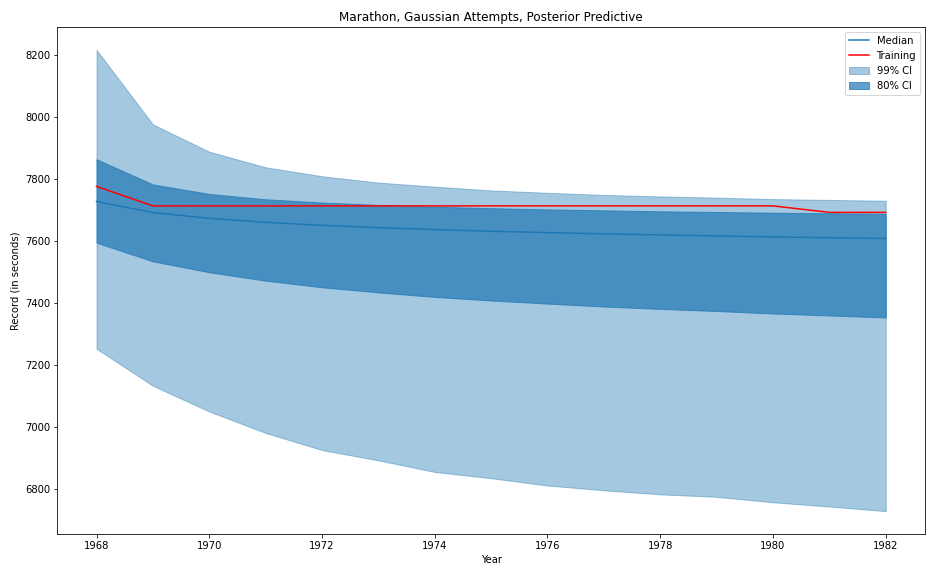 Marathon, Gaussian Attempts, Posterior Predictive
Median
Training
99% CI
80% CI
8200
8000
7800
7600
7400
7200
7000
6800
Record (in seconds)
1968
1970
1972
1974
1976
1978
1980
1982
Year